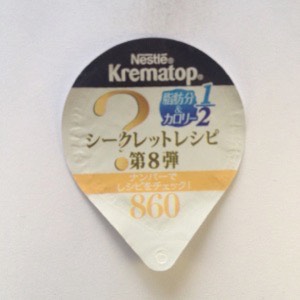 Nestlé®
Krematop®
?
脂肪分 1/2
& カロリー
シークレットレシピ
第8弾
ナンバーで
レシピをチェック!
860